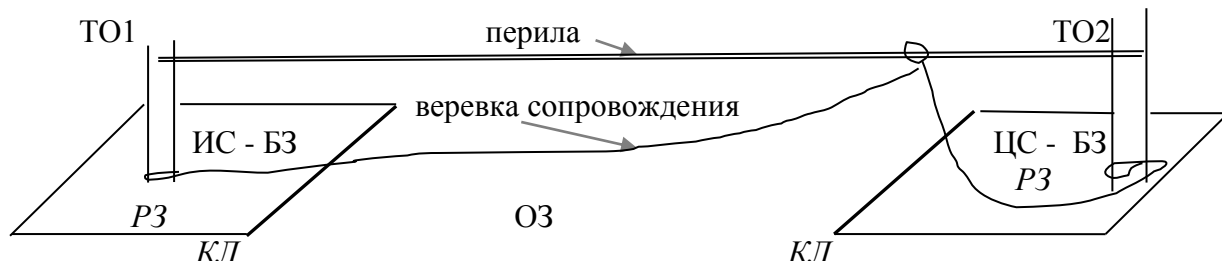 ТО1
перила
ТО2
веревка сопровождения
ИС - БЗ
ЦС - БЗ
РЗ
РЗ
ОЗ
КЛ
КЛ